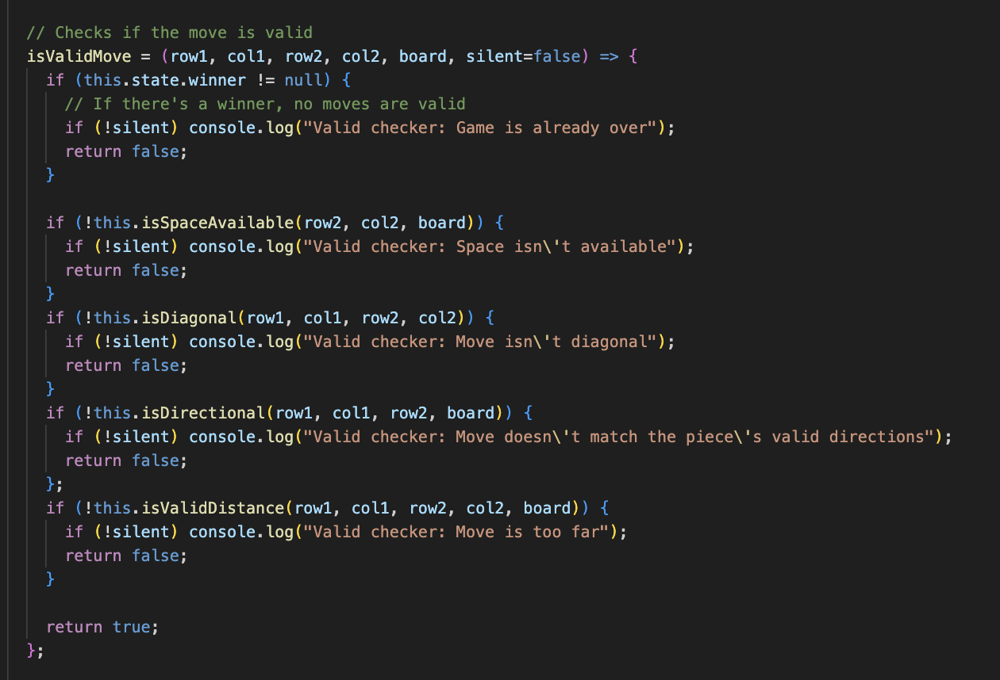 // Checks if the move is valid
isValidMove = (row1, col1, row2, col2, board, silent=false) => {
  if (this.state.winner != null) {
    // If there's a winner, no moves are valid
    if (!silent) console.log("Valid checker: Game is already over");
    return false;
  }

  if (!this.isSpaceAvailable(row2, col2, board)) {
    if (!silent) console.log("Valid checker: Space isn\'t available");
    return false;
  }
  if (!this.isDiagonal(row1, col1, row2, col2)) {
    if (!silent) console.log("Valid checker: Move isn\'t diagonal");
    return false;
  }
  if (!this.isDirectional(row1, col1, row2, board)) {
    if (!silent) console.log("Valid checker: Move doesn\'t match the piece\'s valid directions");
    return false;
  };
  if (!this.isValidDistance(row1, col1, row2, col2, board)) {
    if (!silent) console.log("Valid checker: Move is too far");
    return false;
  }

  return true;
};